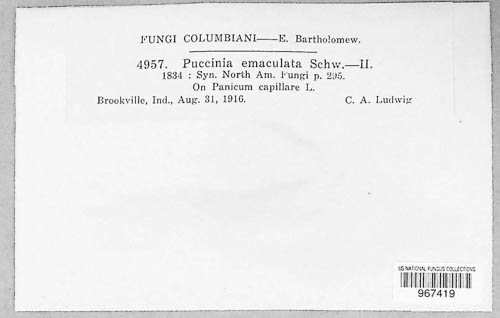 FUNGI COLUMBIANI—E. Bartholomew.
4957. Puccinia emaculata Schw.—II.
1834 : Syn. North Am. Fungi p. 295.
On Panicum capillare L.
Brookville, Ind., Aug. 31, 1916. C. A. Ludwig
US NATIONAL FUNGUS COLLECTIONS
967419